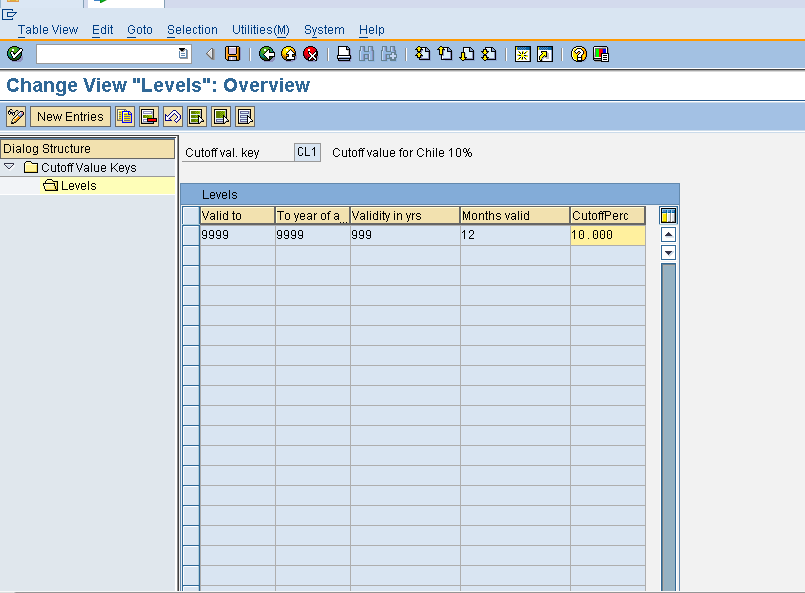 Table View Edit Goto Selection Utilities(M) System Help
Change View "Levels": Overview
New Entries
Dialog Structure
Cutoff Value Keys
Levels
Cutoff val. key CL1 Cutoff value for Chile 10%
Levels
Valid to To year of a... Validity in yrs Months valid CutoffPerc
9999 9999 999 12 10.000